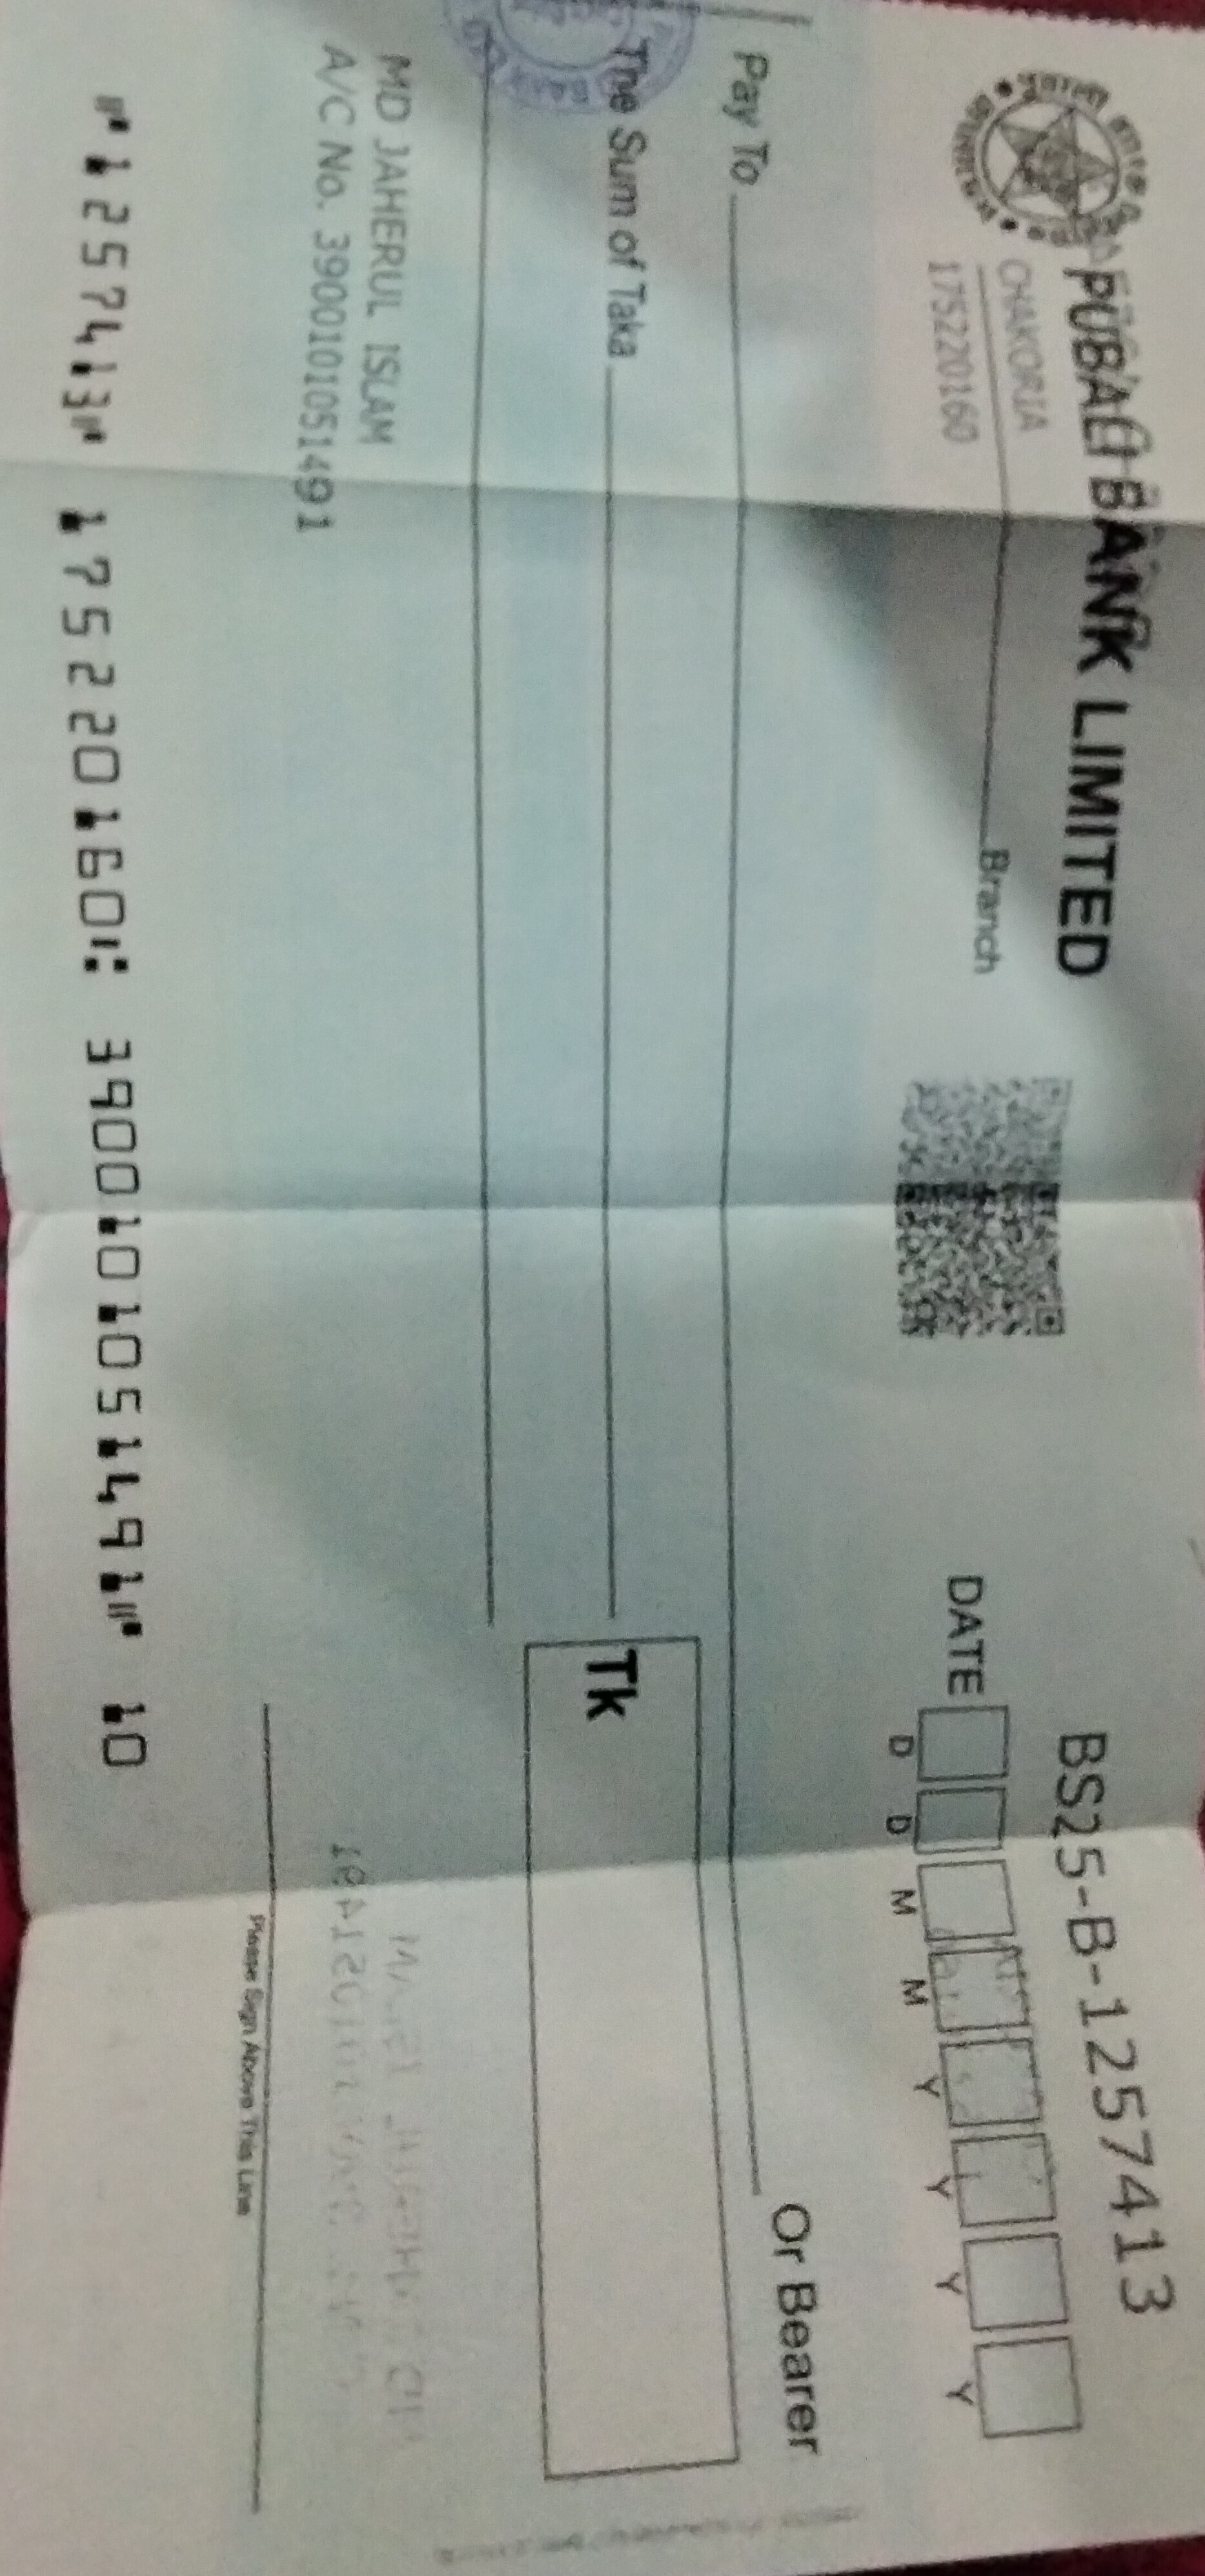 PUBALI BANK LIMITED
BS25-B-1257413
CHAKORIA Branch
175220160
DATE
D D M M Y Y Y Y
Pay To Or Bearer
The Sum of Taka
Tk
MD JAHERUL ISLAM
A/C No. 3900101051491
Please Sign Above This Line
⑈1257413⑈ 175220160⑆ 3900101051491⑈ 10